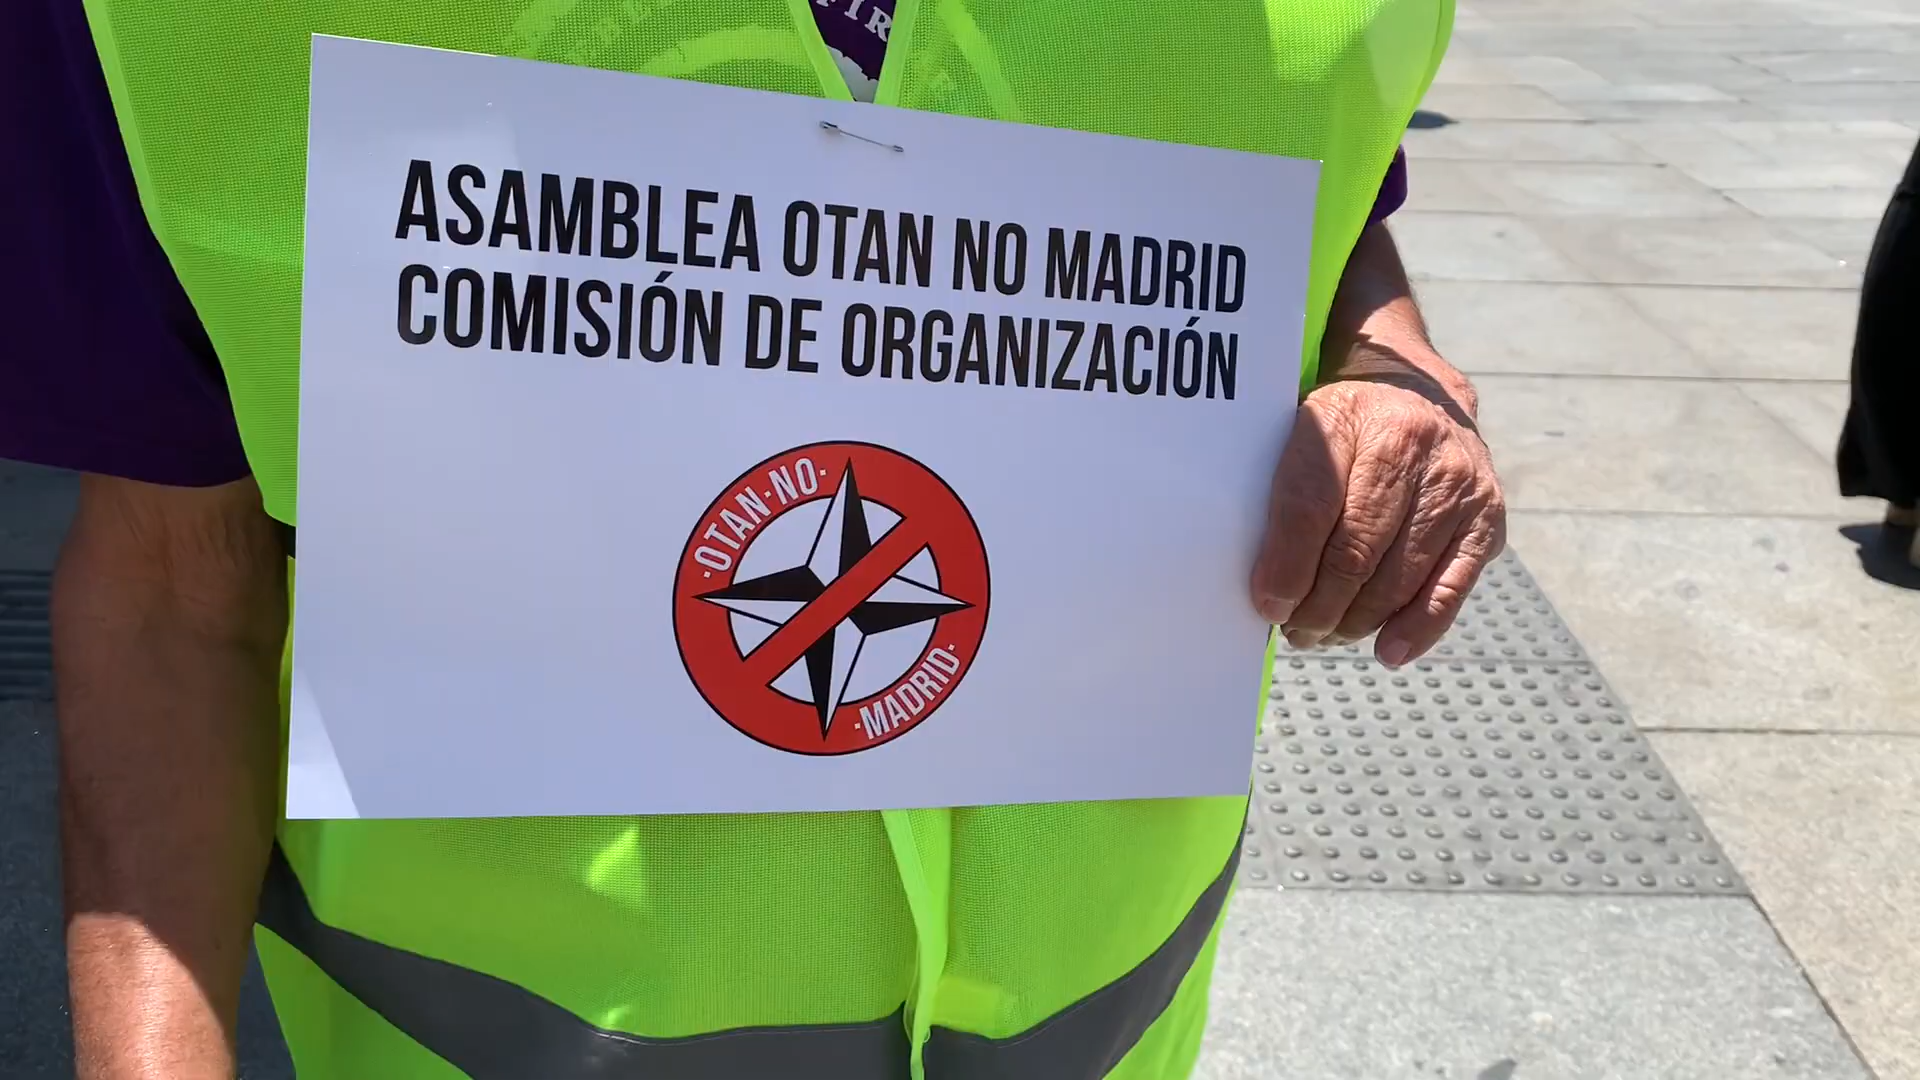 ASAMBLEA OTAN NO MADRID
COMISIÓN DE ORGANIZACIÓN
·OTAN·NO·
·MADRID·